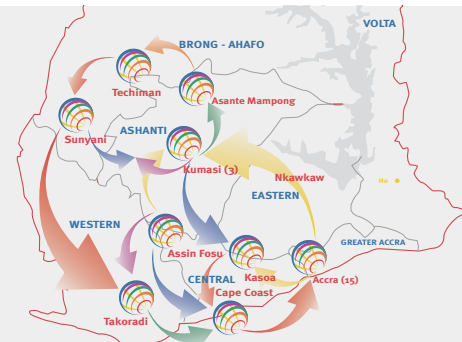 VOLTA
BRONG - AHAFO
Techiman
Asante Mampong
ASHANTI
Sunyani
Kumasi (3)
Nkawkaw
Ho
EASTERN
WESTERN
GREATER ACCRA
Assin Fosu
CENTRAL
Kasoa
Accra (15)
Cape Coast
Takoradi